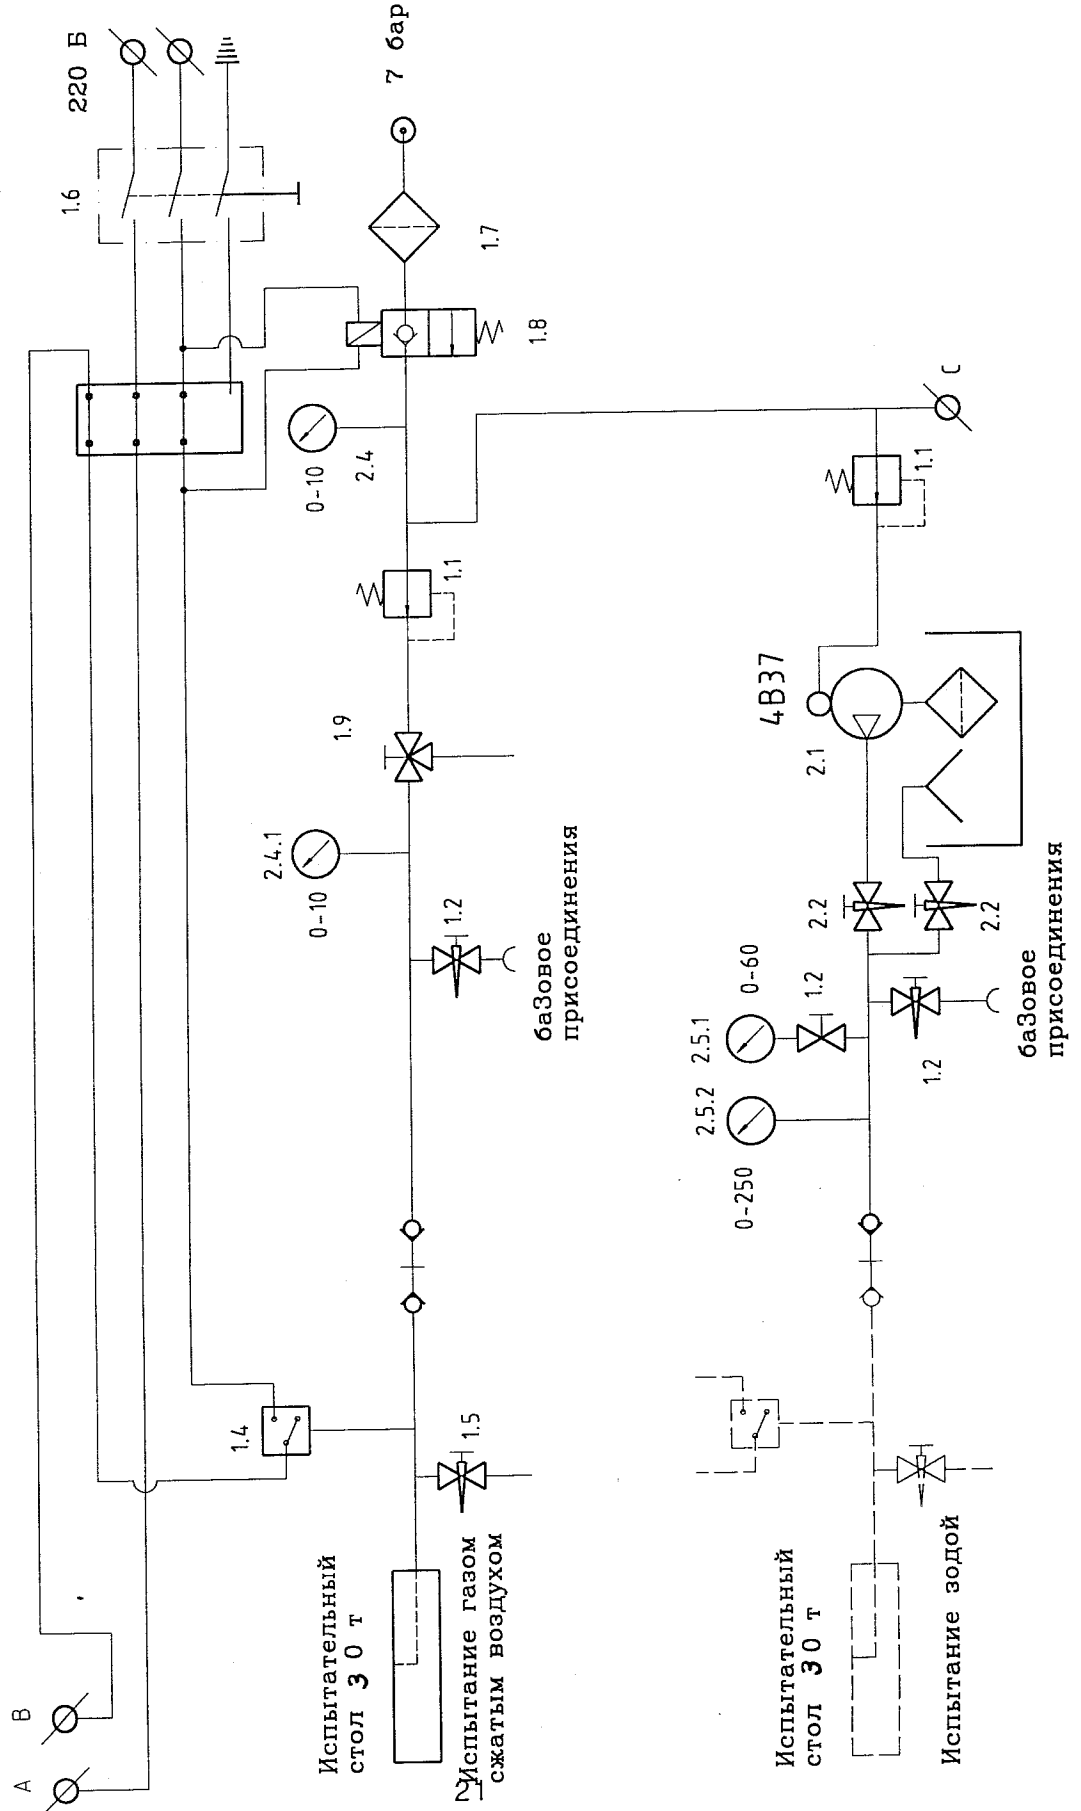 220 Б
7 бар
1.6
1.7
1.8
0-10
2.4
1.1
C
1.1
1.9
4B37
2.1
2.4.1
0-10
1.2
баЗовое
присоединения
2.2
2.2
0-60
1.2
2.5.1
1.2
баЗовое
присоединения
2.5.2
0-250
1.4
1.5
Испытательный
стол 30 т
Испытание газом
сжатым воздухом
Испытательный
стол 30 т
Испытание зодой
B
A
21